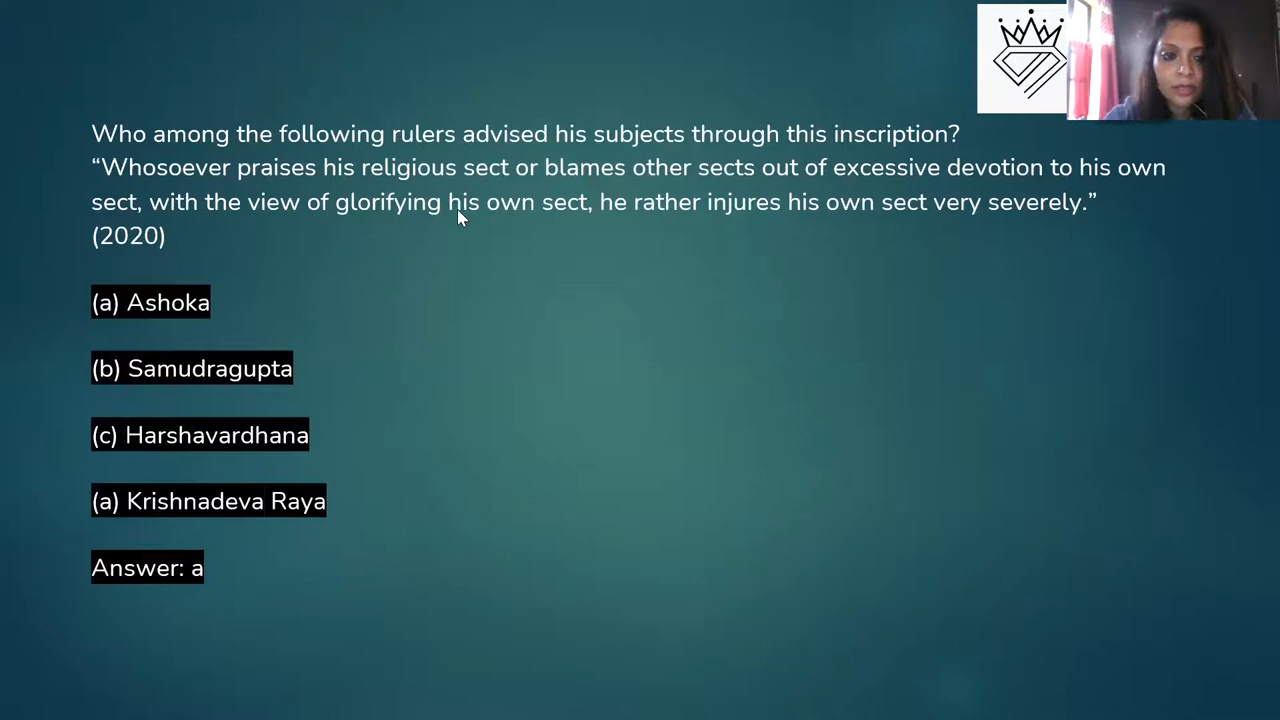 Who among the following rulers advised his subjects through this inscription?
“Whosoever praises his religious sect or blames other sects out of excessive devotion to his own
sect, with the view of glorifying his own sect, he rather injures his own sect very severely.”
(2020)
(a) Ashoka
(b) Samudragupta
(c) Harshavardhana
(a) Krishnadeva Raya
Answer: a